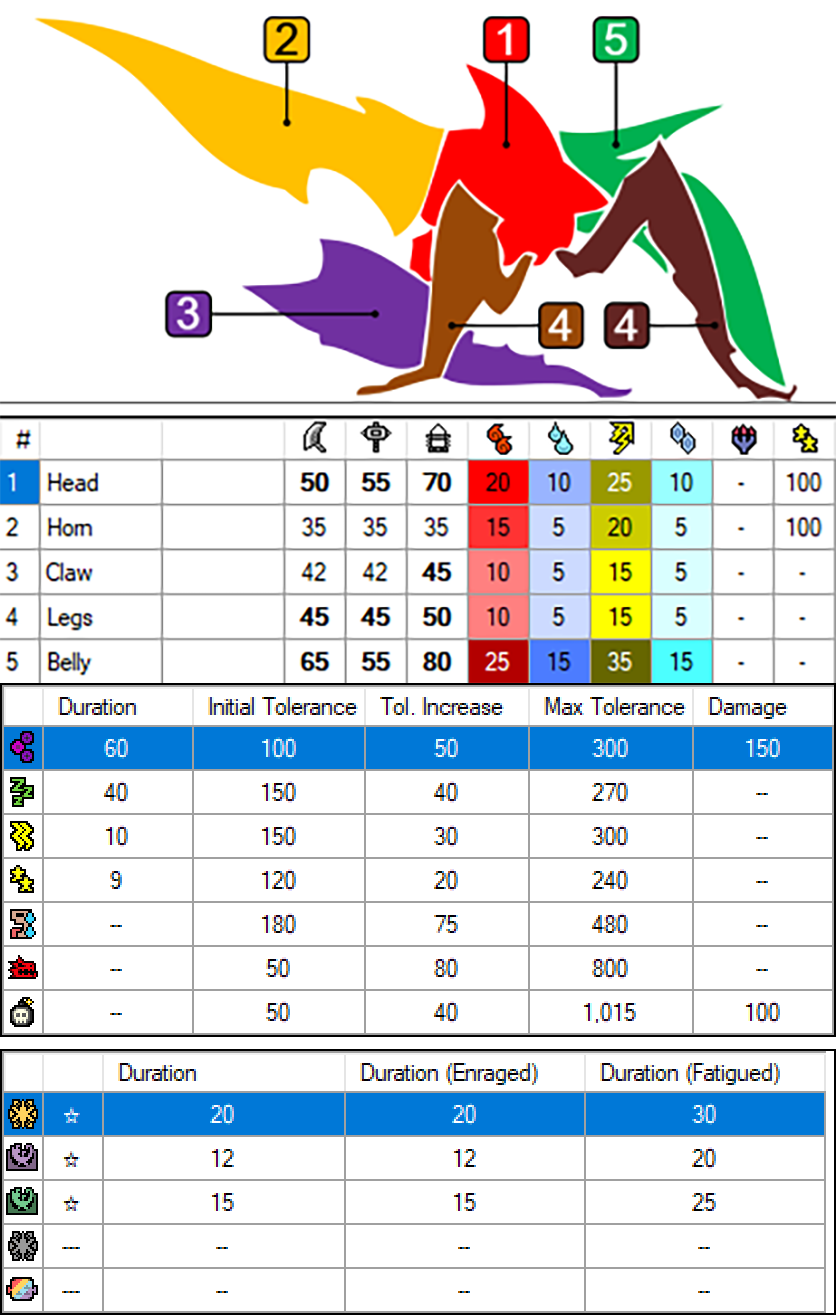 2 1 5
3 4 4
#
1 Head 50 55 70 20 10 25 10 - 100
2 Horn 35 35 35 15 5 20 5 - 100
3 Claw 42 42 45 10 5 15 5 - -
4 Legs 45 45 50 10 5 15 5 - -
5 Belly 65 55 80 25 15 35 15 - -
Duration Initial Tolerance Tol. Increase Max Tolerance Damage
60 100 50 300 150
40 150 40 270 --
10 150 30 300 --
9 120 20 240 --
-- 180 75 480 --
-- 50 80 800 --
-- 50 40 1,015 100
Duration Duration (Enraged) Duration (Fatigued)
☆ 20 20 30
☆ 12 12 20
☆ 15 15 25
--- -- -- --
--- -- -- --